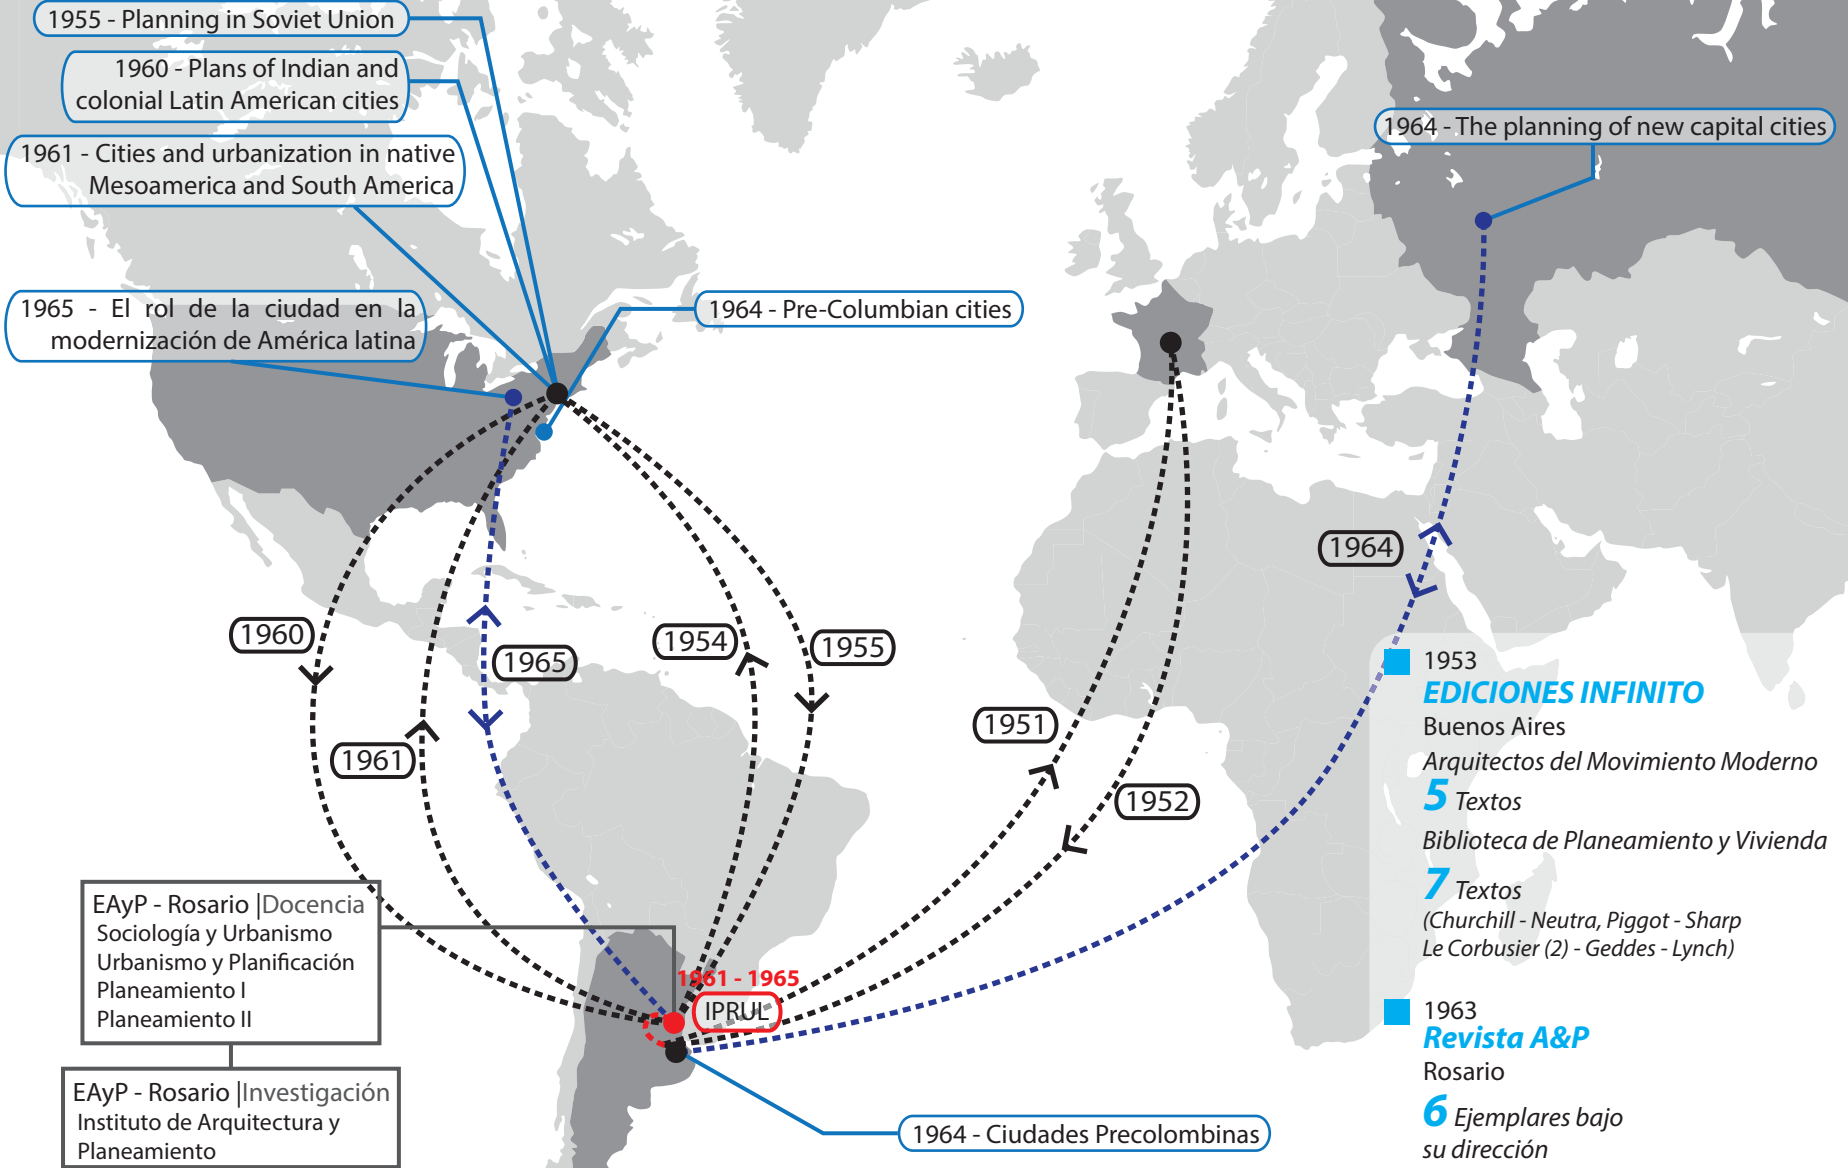 1955 - Planning in Soviet Union
1960 - Plans of Indian and
colonial Latin American cities
1961 - Cities and urbanization in native
Mesoamerica and South America
1965 - El rol de la ciudad en la
modernización de América latina
1964 - Pre-Columbian cities
1964 - The planning of new capital cities
1964
1960
1965
1954
1955
1961
1951
1952
EAyP - Rosario |Docencia
Sociología y Urbanismo
Urbanismo y Planificación
Planeamiento I
Planeamiento II
EAyP - Rosario |Investigación
Instituto de Arquitectura y
Planeamiento
1961 - 1965
IPRUL
1964 - Ciudades Precolombinas
1953
EDICIONES INFINITO
Buenos Aires
Arquitectos del Movimiento Moderno
5 Textos
Biblioteca de Planeamiento y Vivienda
7 Textos
(Churchill - Neutra, Piggot - Sharp
Le Corbusier (2) - Geddes - Lynch)
1963
Revista A&P
Rosario
6 Ejemplares bajo
su dirección